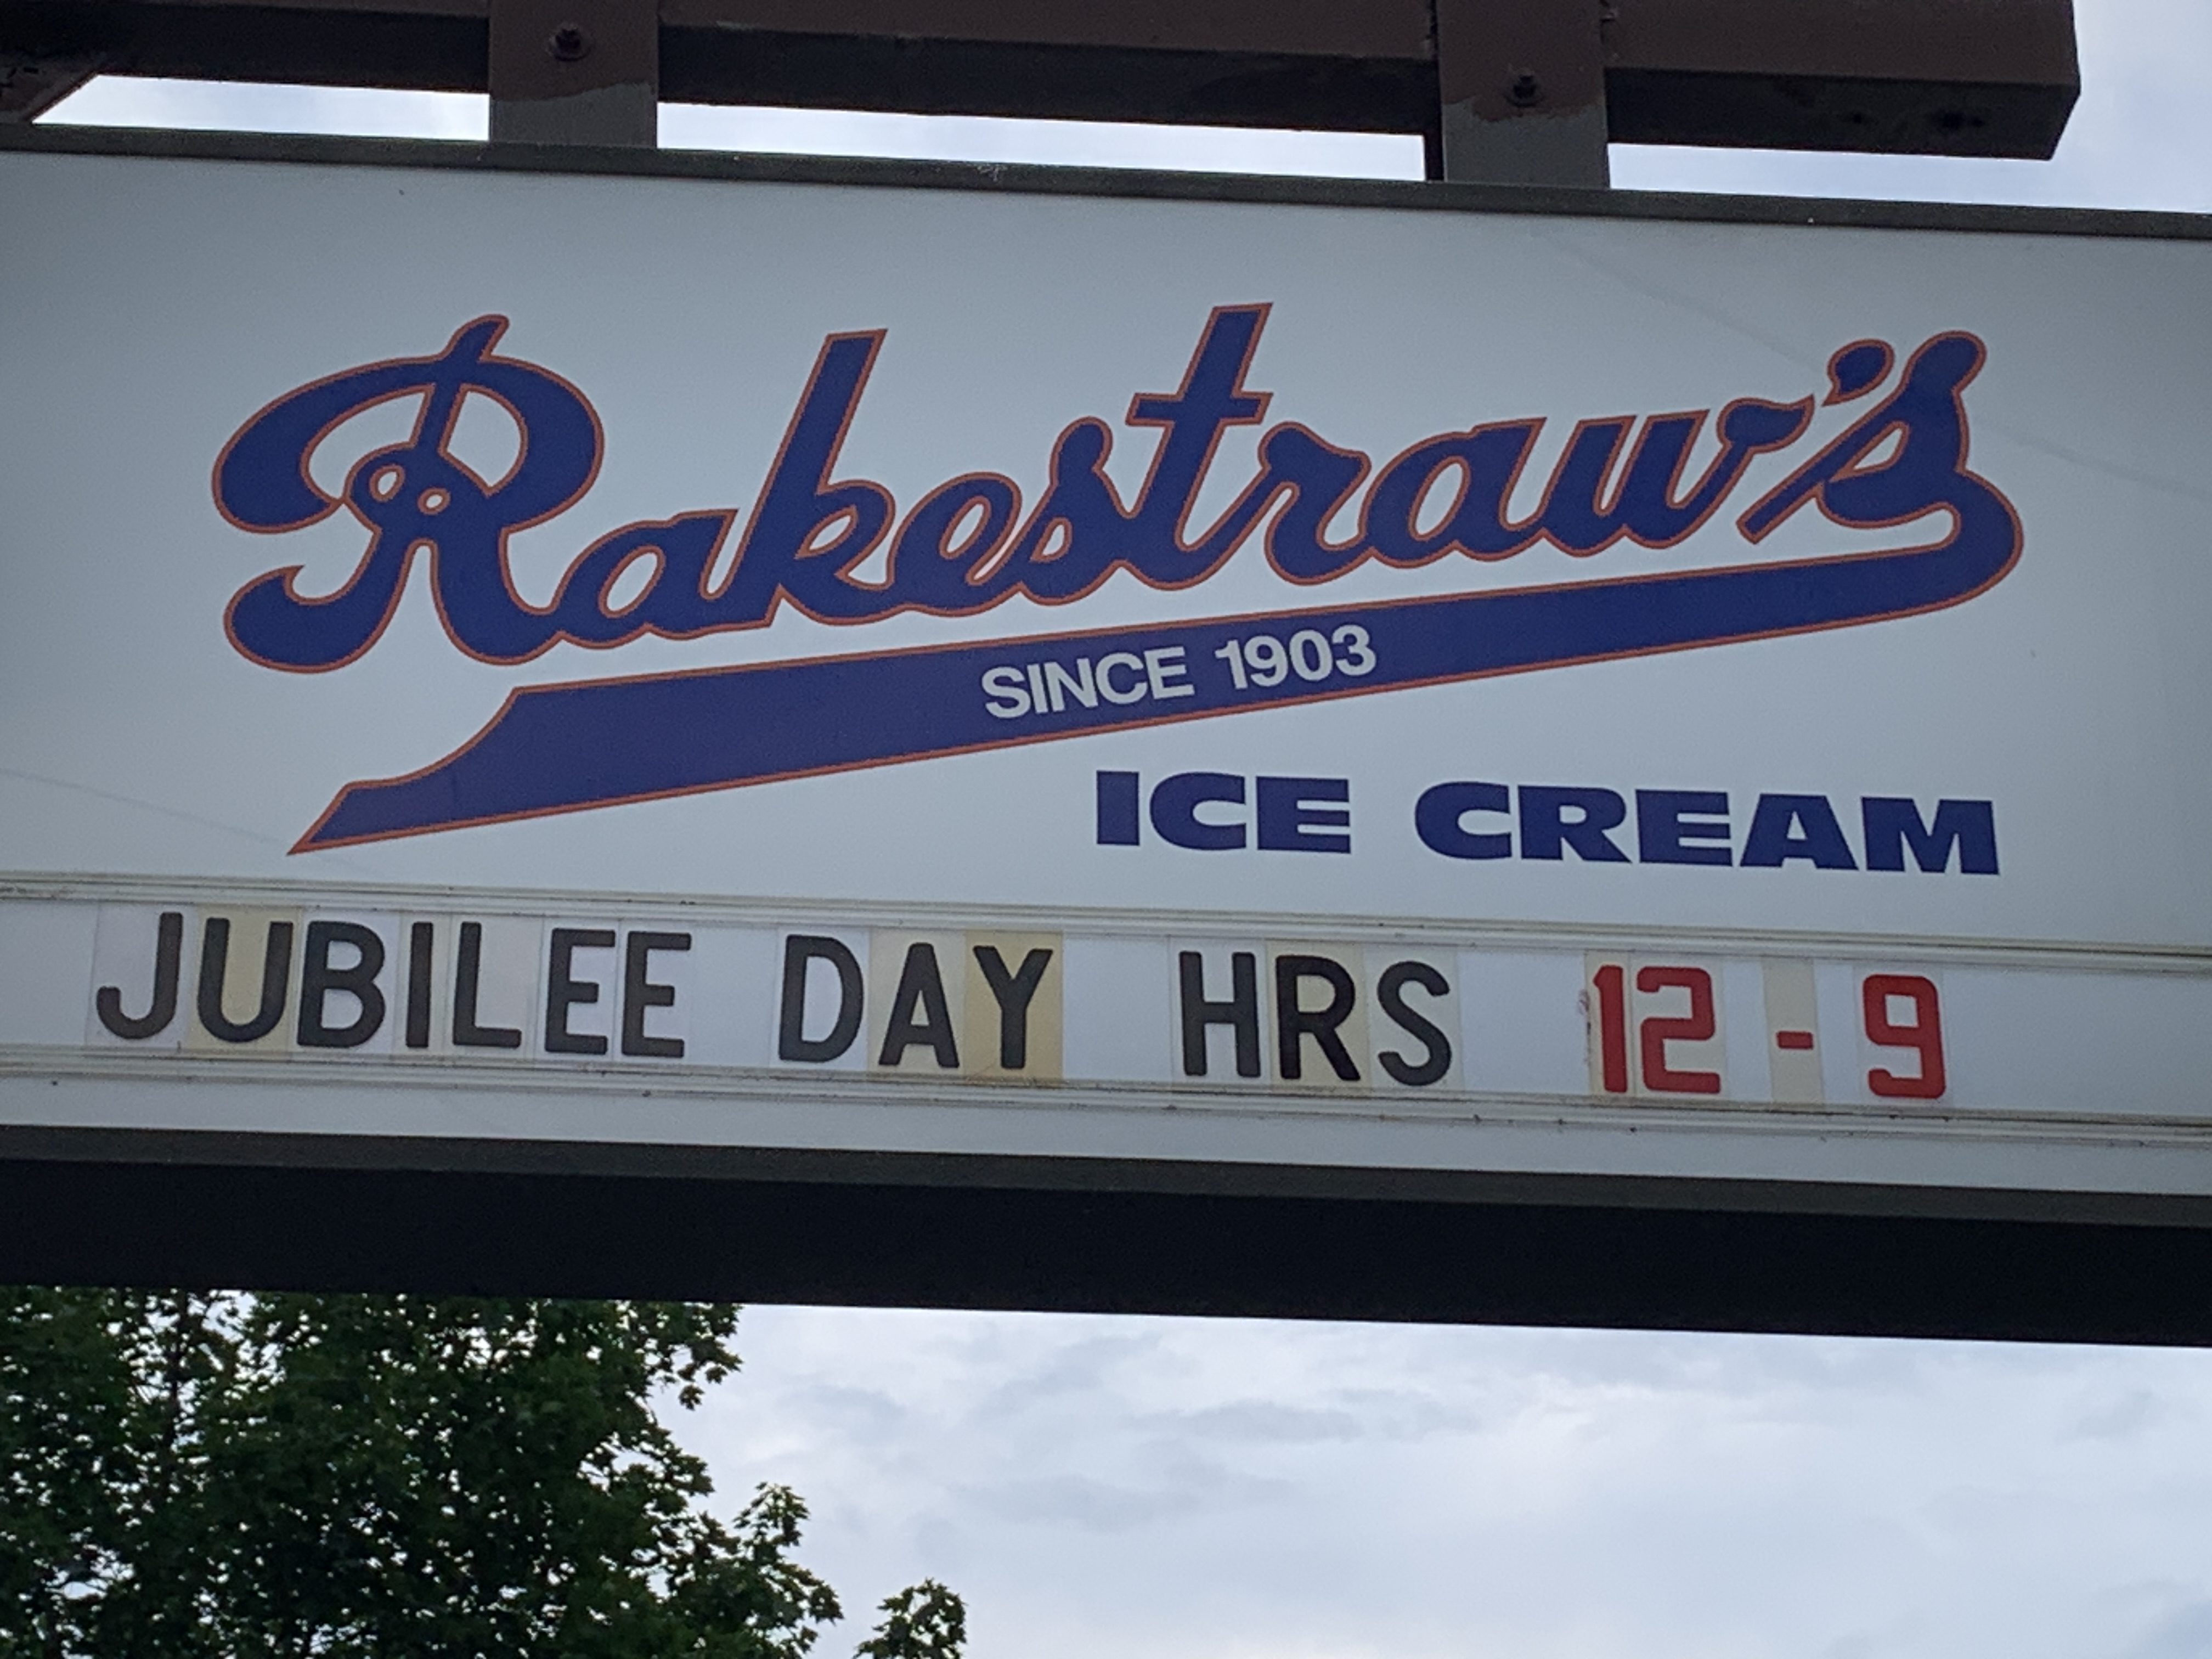 Rakestraw's
SINCE 1903
ICE CREAM
JUBILEE DAY HRS 12-9